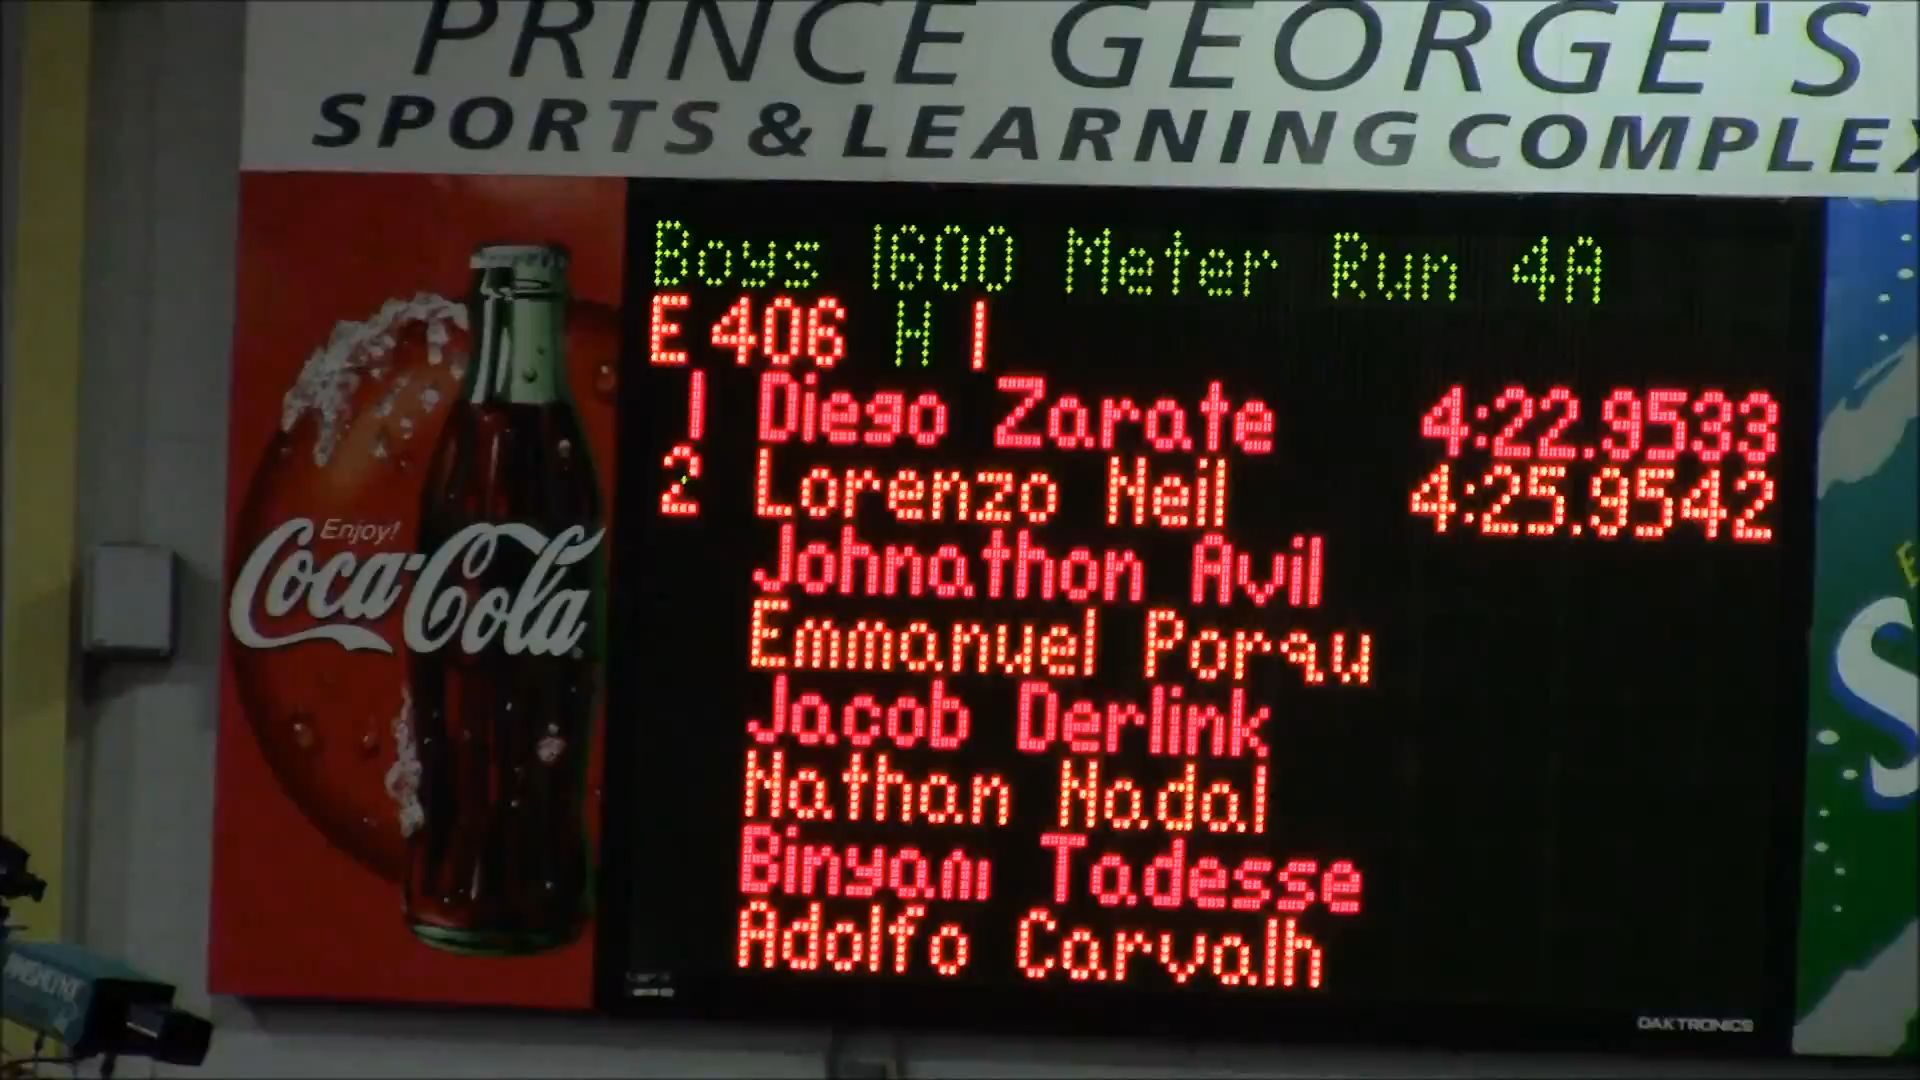 PRINCE GEORGE'S
SPORTS & LEARNING COMPLEX
Boys 1600 Meter Run 4A
E 406 H 1
1 Diego Zarate 4:22.9533
2 Lorenzo Neil 4:25.9542
Johnathon Avil
Emmanuel Porquu
Jacob Derlink
Nathan Nadal
Binyam Tadesse
Adolfo Carvalh
Enjoy!
Coca-Cola
DAKTRONICS